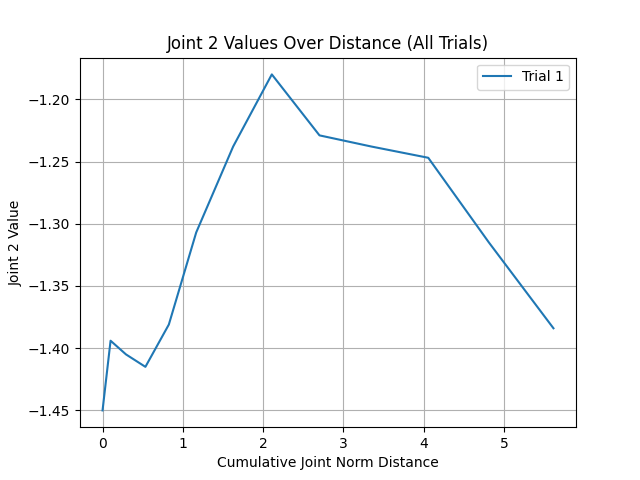 Joint 2 Values Over Distance (All Trials)
Trial 1
Joint 2 Value
−1.20
−1.25
−1.30
−1.35
−1.40
−1.45
0 1 2 3 4 5
Cumulative Joint Norm Distance